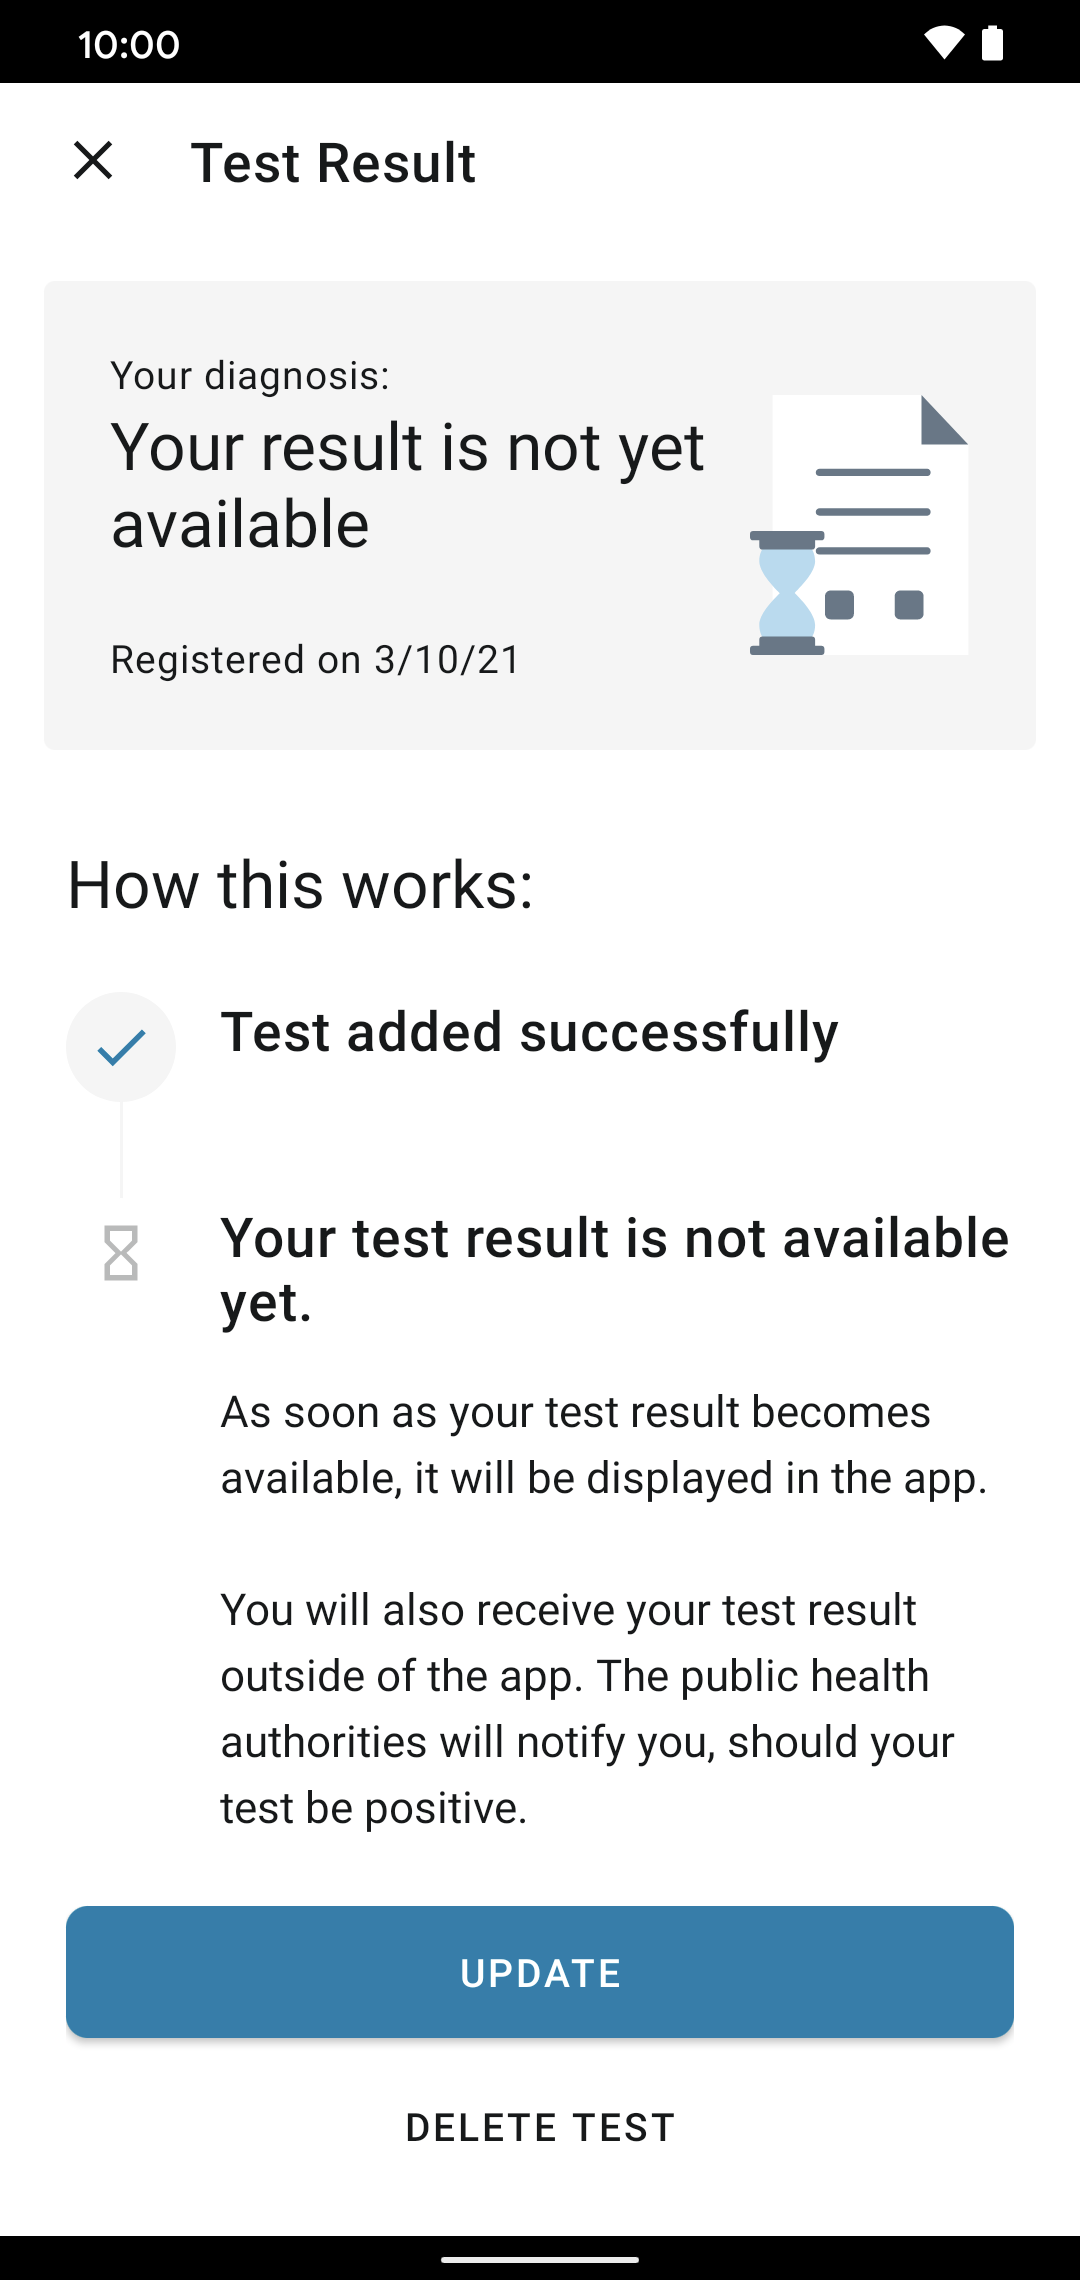 10:00
Test Result
Your diagnosis:
Your result is not yet
available
Registered on 3/10/21
How this works:
Test added successfully
Your test result is not available
yet.
As soon as your test result becomes
available, it will be displayed in the app.
You will also receive your test result
outside of the app. The public health
authorities will notify you, should your
test be positive.
UPDATE
DELETE TEST